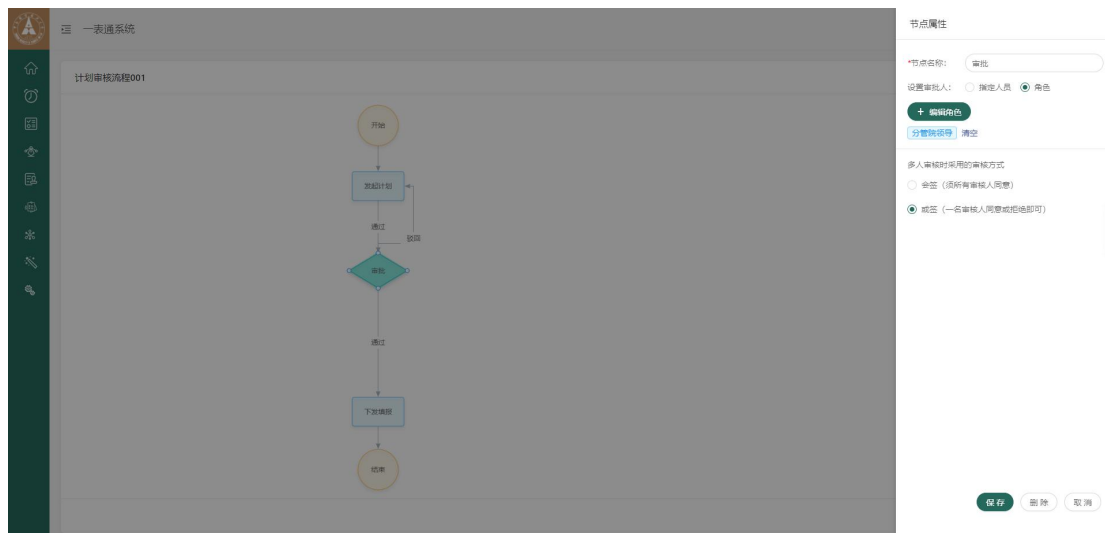 一表通系统
计划审核流程001
开始
发起计划
通过
驳回
审批
通过
下发填报
结束
节点属性
*节点名称: 审批
设置审批人: 指定人员 角色
+ 编辑角色
分管院领导 清空
多人审核时采用的审核方式
会签（须所有审核人同意）
或签（一名审核人同意或拒绝即可）
保存 删除 取消